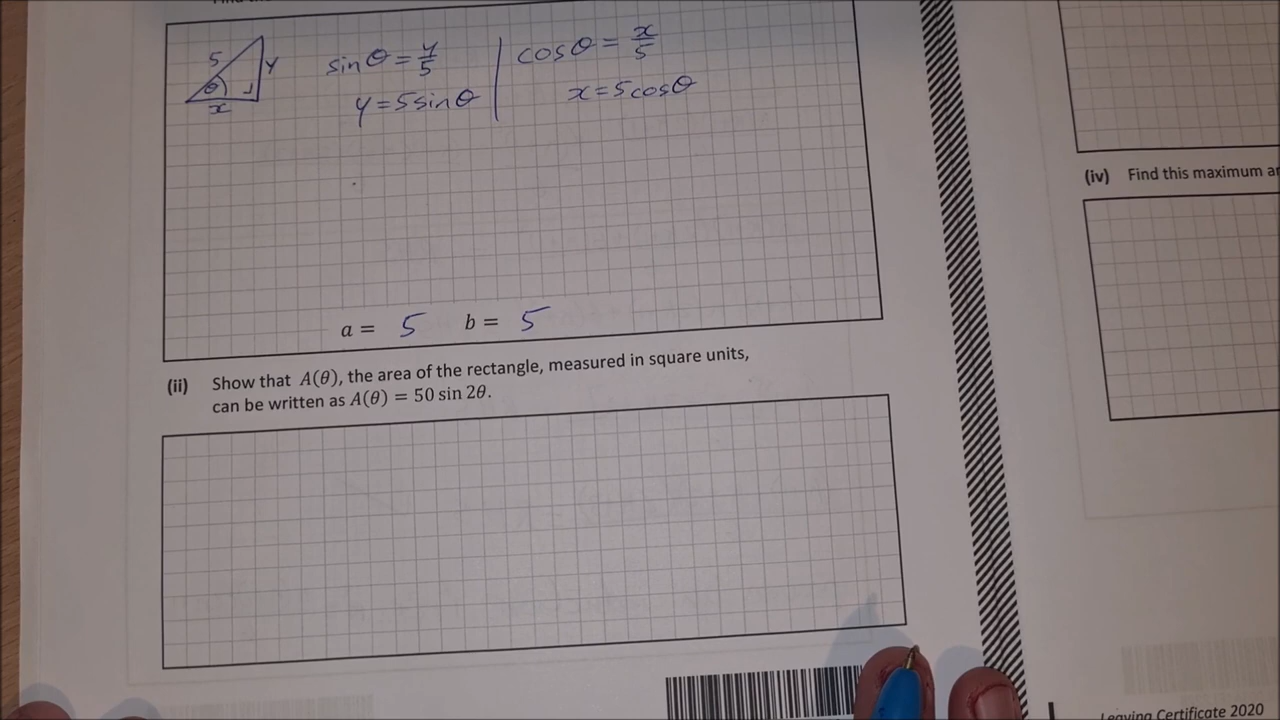 5 y θ x
sin θ = y/5
y = 5 sin θ
cos θ = x/5
x = 5 cos θ
a = 5 b = 5
(ii) Show that A(θ), the area of the rectangle, measured in square units,
can be written as A(θ) = 50 sin 2θ.
(iv) Find this maximum
Leaving Certificate 2020